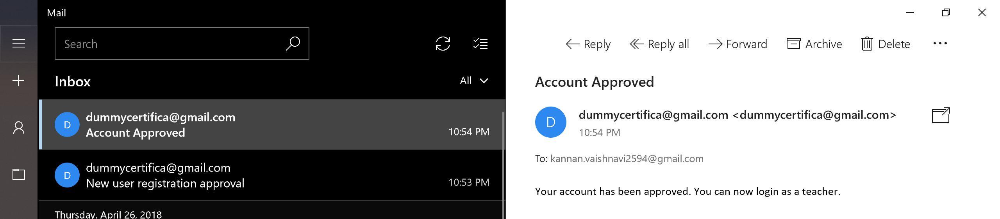 Mail
Search
Inbox
All
D
dummycertifica@gmail.com
Account Approved
10:54 PM
D
dummycertifica@gmail.com
New user registration approval
10:53 PM
Thursday, April 26, 2018
Reply
Reply all
Forward
Archive
Delete
Account Approved
D
dummycertifica@gmail.com <dummycertifica@gmail.com>
10:54 PM
To: kannan.vaishnavi2594@gmail.com
Your account has been approved. You can now login as a teacher.